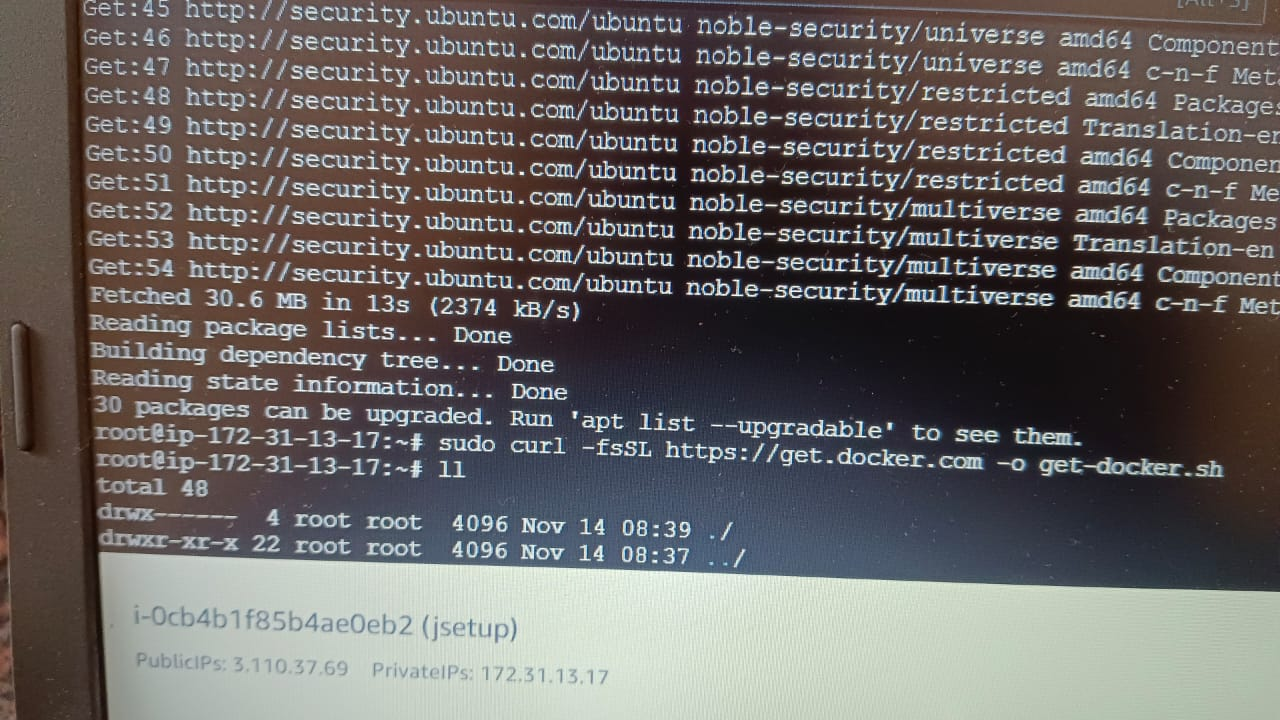 [Alt+S]
Get:45 http://security.ubuntu.com/ubuntu noble-security/universe amd64 Component
Get:46 http://security.ubuntu.com/ubuntu noble-security/universe amd64 c-n-f Met
Get:47 http://security.ubuntu.com/ubuntu noble-security/restricted amd64 Packages
Get:48 http://security.ubuntu.com/ubuntu noble-security/restricted Translation-en
Get:49 http://security.ubuntu.com/ubuntu noble-security/restricted amd64 Componen
Get:50 http://security.ubuntu.com/ubuntu noble-security/restricted amd64 c-n-f Me
Get:51 http://security.ubuntu.com/ubuntu noble-security/multiverse amd64 Packages
Get:52 http://security.ubuntu.com/ubuntu noble-security/multiverse Translation-en
Get:53 http://security.ubuntu.com/ubuntu noble-security/multiverse amd64 Component
Get:54 http://security.ubuntu.com/ubuntu noble-security/multiverse amd64 c-n-f Met
Fetched 30.6 MB in 13s (2374 kB/s)
Reading package lists... Done
Building dependency tree... Done
Reading state information... Done
30 packages can be upgraded. Run 'apt list --upgradable' to see them.
root@ip-172-31-13-17:~# sudo curl -fsSL https://get.docker.com -o get-docker.sh
root@ip-172-31-13-17:~# ll
total 48
drwx------  4 root root  4096 Nov 14 08:39 ./
drwxr-xr-x 22 root root  4096 Nov 14 08:37 ../
i-0cb4b1f85b4ae0eb2 (jsetup)
PublicIPs: 3.110.37.69 PrivateIPs: 172.31.13.17